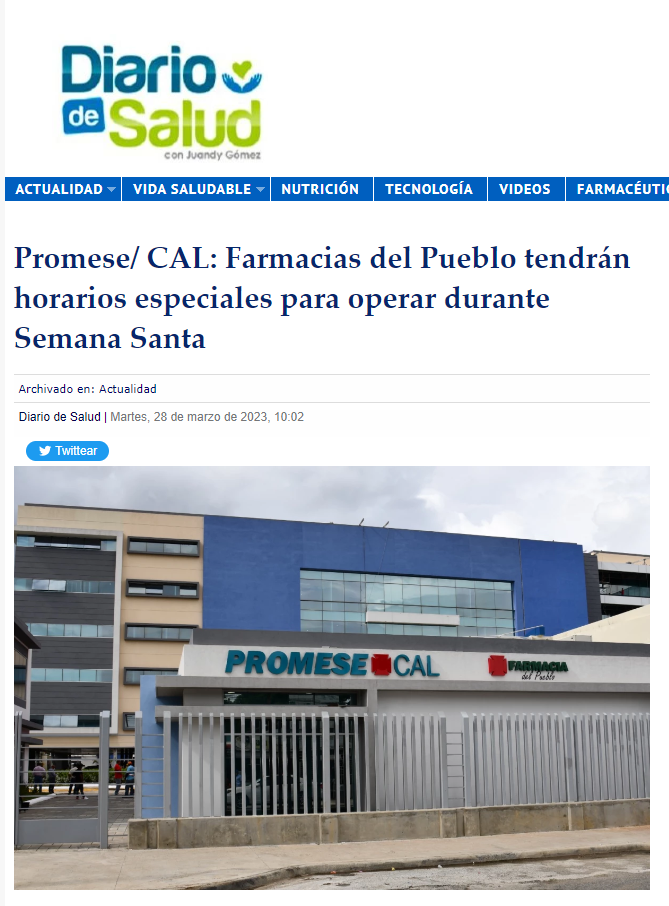 Diario
de Salud
con Juandy Gómez
ACTUALIDAD VIDA SALUDABLE NUTRICIÓN TECNOLOGÍA VIDEOS FARMACÉUTI
Promese/ CAL: Farmacias del Pueblo tendrán
horarios especiales para operar durante
Semana Santa
Archivado en: Actualidad
Diario de Salud | Martes, 28 de marzo de 2023, 10:02
Twittear
PROMESE CAL
FARMACIA
del Pueblo